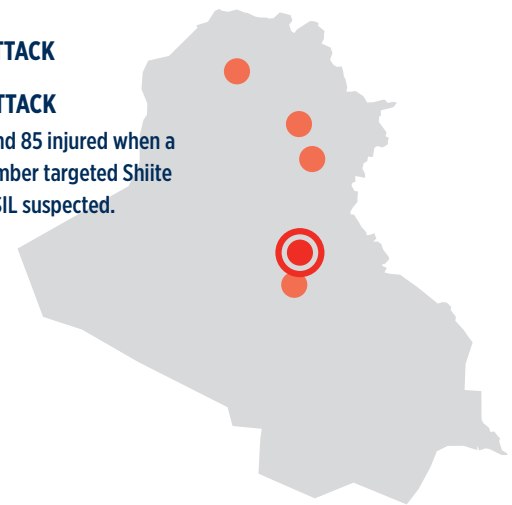 TTACK
TTACK
nd 85 injured when a
mber targeted Shiite
SIL suspected.